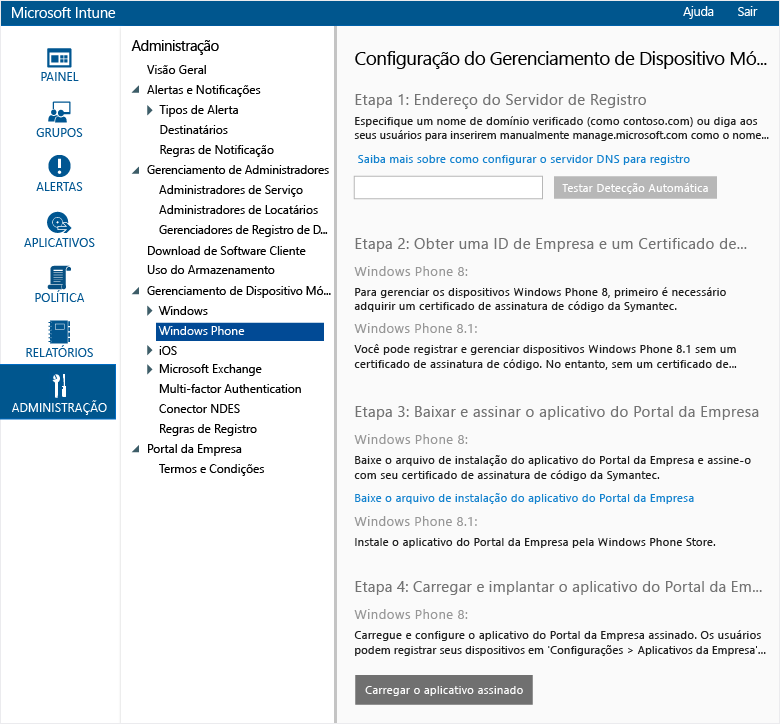 Microsoft Intune
Ajuda
Sair
PAINEL
GRUPOS
ALERTAS
APLICATIVOS
POLÍTICA
RELATÓRIOS
ADMINISTRAÇÃO
Administração
Visão Geral
Alertas e Notificações
Tipos de Alerta
Destinatários
Regras de Notificação
Gerenciamento de Administradores
Administradores de Serviço
Administradores de Locatários
Gerenciadores de Registro de D...
Download de Software Cliente
Uso do Armazenamento
Gerenciamento de Dispositivo Mó...
Windows
Windows Phone
iOS
Microsoft Exchange
Multi-factor Authentication
Conector NDES
Regras de Registro
Portal da Empresa
Termos e Condições
Configuração do Gerenciamento de Dispositivo Mó...
Etapa 1: Endereço do Servidor de Registro
Especifique um nome de domínio verificado (como contoso.com) ou diga aos
seus usuários para inserirem manualmente manage.microsoft.com como o nome...
Saiba mais sobre como configurar o servidor DNS para registro
Testar Detecção Automática
Etapa 2: Obter uma ID de Empresa e um Certificado de...
Windows Phone 8:
Para gerenciar os dispositivos Windows Phone 8, primeiro é necessário
adquirir um certificado de assinatura de código da Symantec.
Windows Phone 8.1:
Você pode registrar e gerenciar dispositivos Windows Phone 8.1 sem um
certificado de assinatura de código. No entanto, sem um certificado de...
Etapa 3: Baixar e assinar o aplicativo do Portal da Empresa
Windows Phone 8:
Baixe o arquivo de instalação do aplicativo do Portal da Empresa e assine-o
com seu certificado de assinatura de código da Symantec.
Baixe o arquivo de instalação do aplicativo do Portal da Empresa
Windows Phone 8.1:
Instale o aplicativo do Portal da Empresa pela Windows Phone Store.
Etapa 4: Carregar e implantar o aplicativo do Portal da Em...
Windows Phone 8:
Carregue e configure o aplicativo do Portal da Empresa assinado. Os usuários
podem registrar seus dispositivos em 'Configurações > Aplicativos da Empresa'...
Carregar o aplicativo assinado